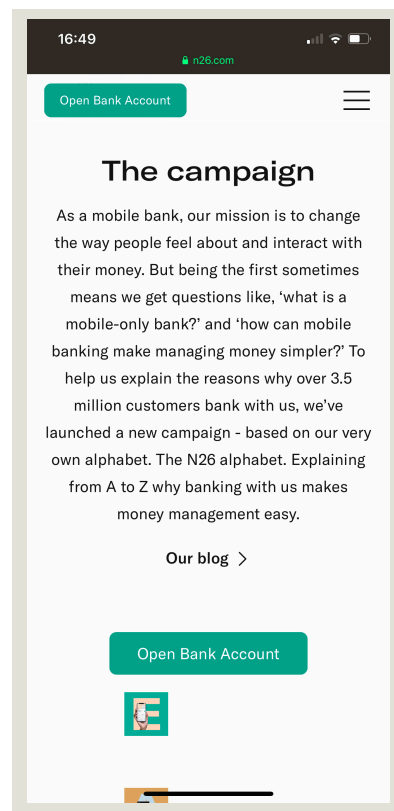 16:49
n26.com
Open Bank Account
The campaign
As a mobile bank, our mission is to change
the way people feel about and interact with
their money. But being the first sometimes
means we get questions like, ‘what is a
mobile-only bank?’ and ‘how can mobile
banking make managing money simpler?’ To
help us explain the reasons why over 3.5
million customers bank with us, we’ve
launched a new campaign - based on our very
own alphabet. The N26 alphabet. Explaining
from A to Z why banking with us makes
money management easy.
Our blog
Open Bank Account
E